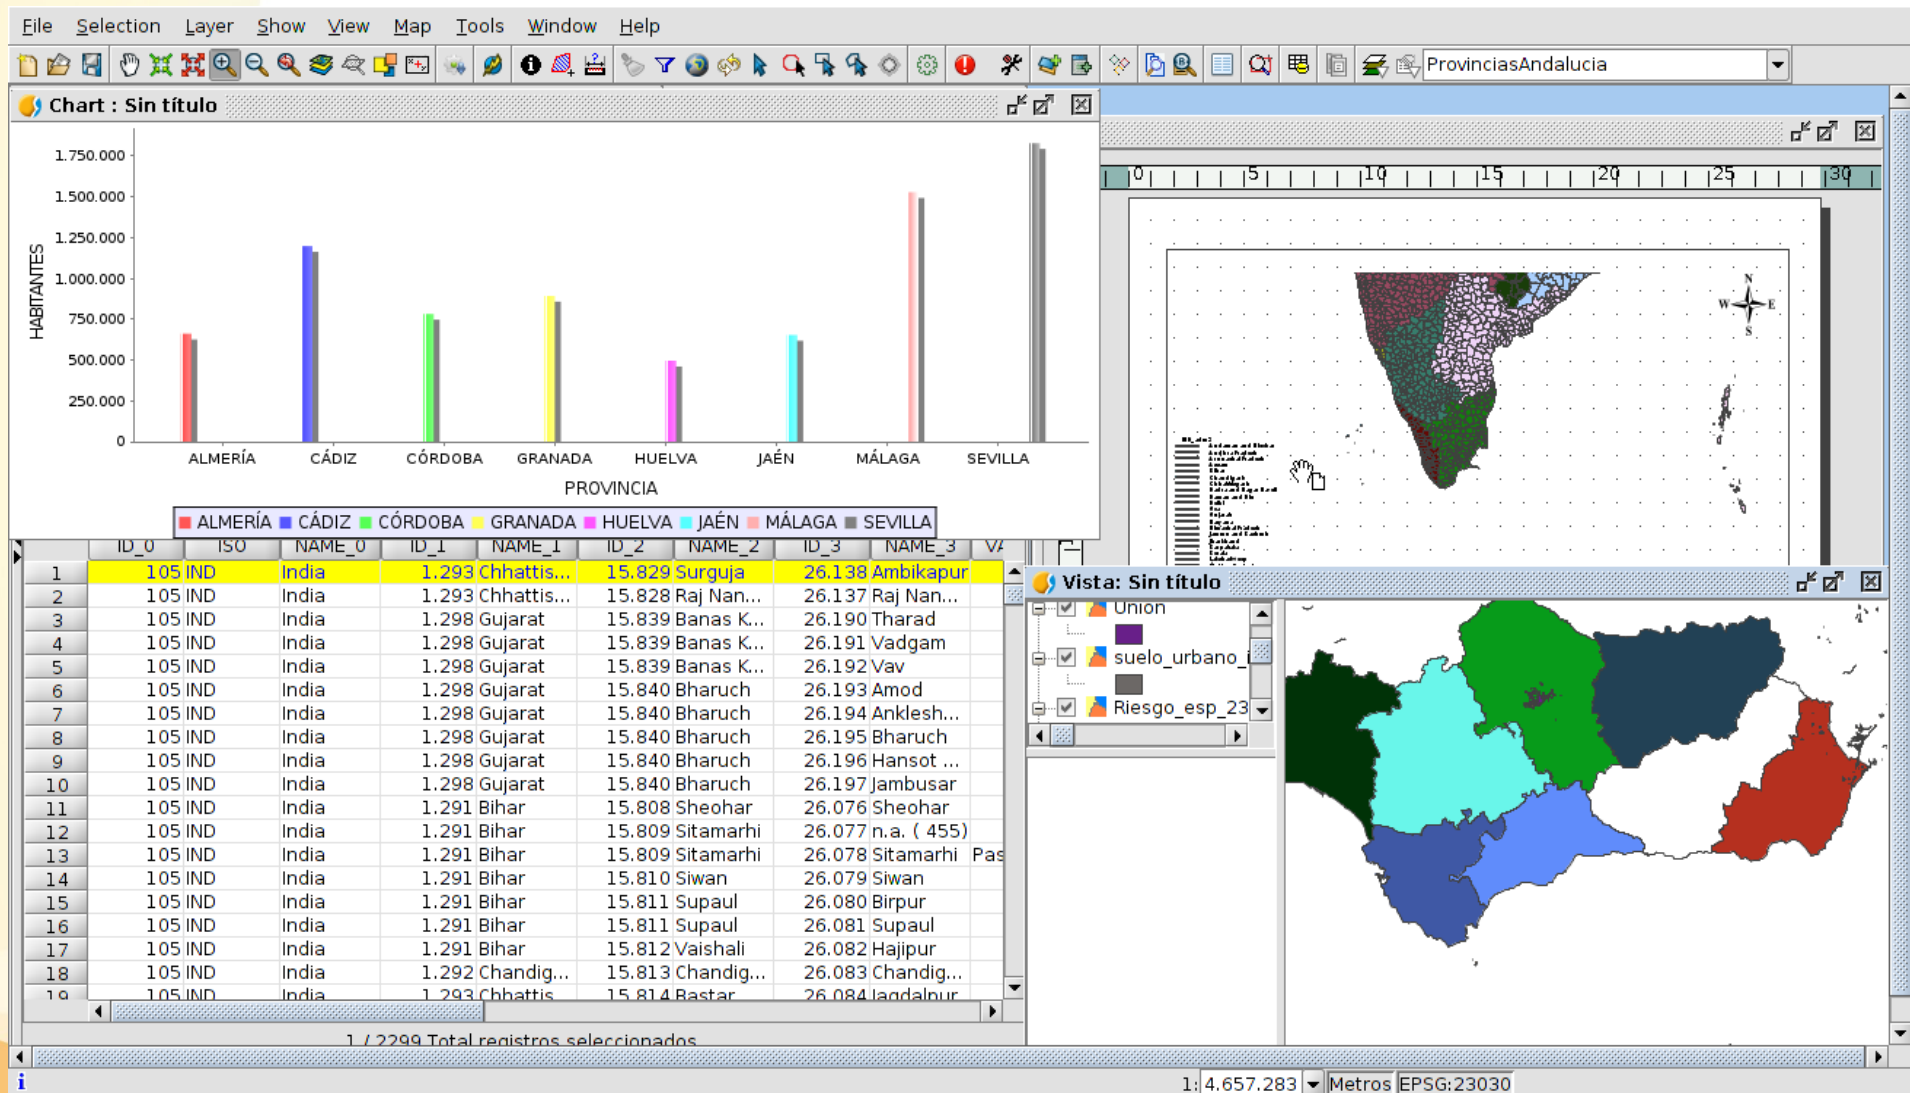 File Selection Layer Show View Map Tools Window Help
ProvinciasAndalucia
Chart : Sin título
1.750.000
1.500.000
1.250.000
1.000.000
750.000
500.000
250.000
0
HABITANTES
ALMERÍA CÁDIZ CÓRDOBA GRANADA HUELVA JAÉN MÁLAGA SEVILLA
PROVINCIA
ALMERÍA CÁDIZ CÓRDOBA GRANADA HUELVA JAÉN MÁLAGA SEVILLA
0 5 10 15 20 25 30
N
W E
S
ID_0 ISO NAME_0 ID_1 NAME_1 ID_2 NAME_2 ID_3 NAME_3
1 105 IND India 1.293 Chhattis... 15.829 Surguja 26.138 Ambikapur
2 105 IND India 1.293 Chhattis... 15.828 Raj Nan... 26.137 Raj Nan...
3 105 IND India 1.298 Gujarat 15.839 Banas K... 26.190 Tharad
4 105 IND India 1.298 Gujarat 15.839 Banas K... 26.191 Vadgam
5 105 IND India 1.298 Gujarat 15.839 Banas K... 26.192 Vav
6 105 IND India 1.298 Gujarat 15.840 Bharuch 26.193 Amod
7 105 IND India 1.298 Gujarat 15.840 Bharuch 26.194 Anklesh...
8 105 IND India 1.298 Gujarat 15.840 Bharuch 26.195 Bharuch
9 105 IND India 1.298 Gujarat 15.840 Bharuch 26.196 Hansot ...
10 105 IND India 1.298 Gujarat 15.840 Bharuch 26.197 Jambusar
11 105 IND India 1.291 Bihar 15.808 Sheohar 26.076 Sheohar
12 105 IND India 1.291 Bihar 15.809 Sitamarhi 26.077 n.a. ( 455)
13 105 IND India 1.291 Bihar 15.809 Sitamarhi 26.078 Sitamarhi Pas
14 105 IND India 1.291 Bihar 15.810 Siwan 26.079 Siwan
15 105 IND India 1.291 Bihar 15.811 Supaul 26.080 Birpur
16 105 IND India 1.291 Bihar 15.811 Supaul 26.081 Supaul
17 105 IND India 1.291 Bihar 15.812 Vaishali 26.082 Hajipur
18 105 IND India 1.292 Chandig... 15.813 Chandig... 26.083 Chandig...
19 105 IND India 1.293 Chhattis 15.814 Bastar 26.084 Jagdalpur
1 / 2299 Total registros seleccionados
Vista: Sin título
Union
suelo_urbano_i
Riesgo_esp_23
1: 4.657.283 Metros EPSG:23030